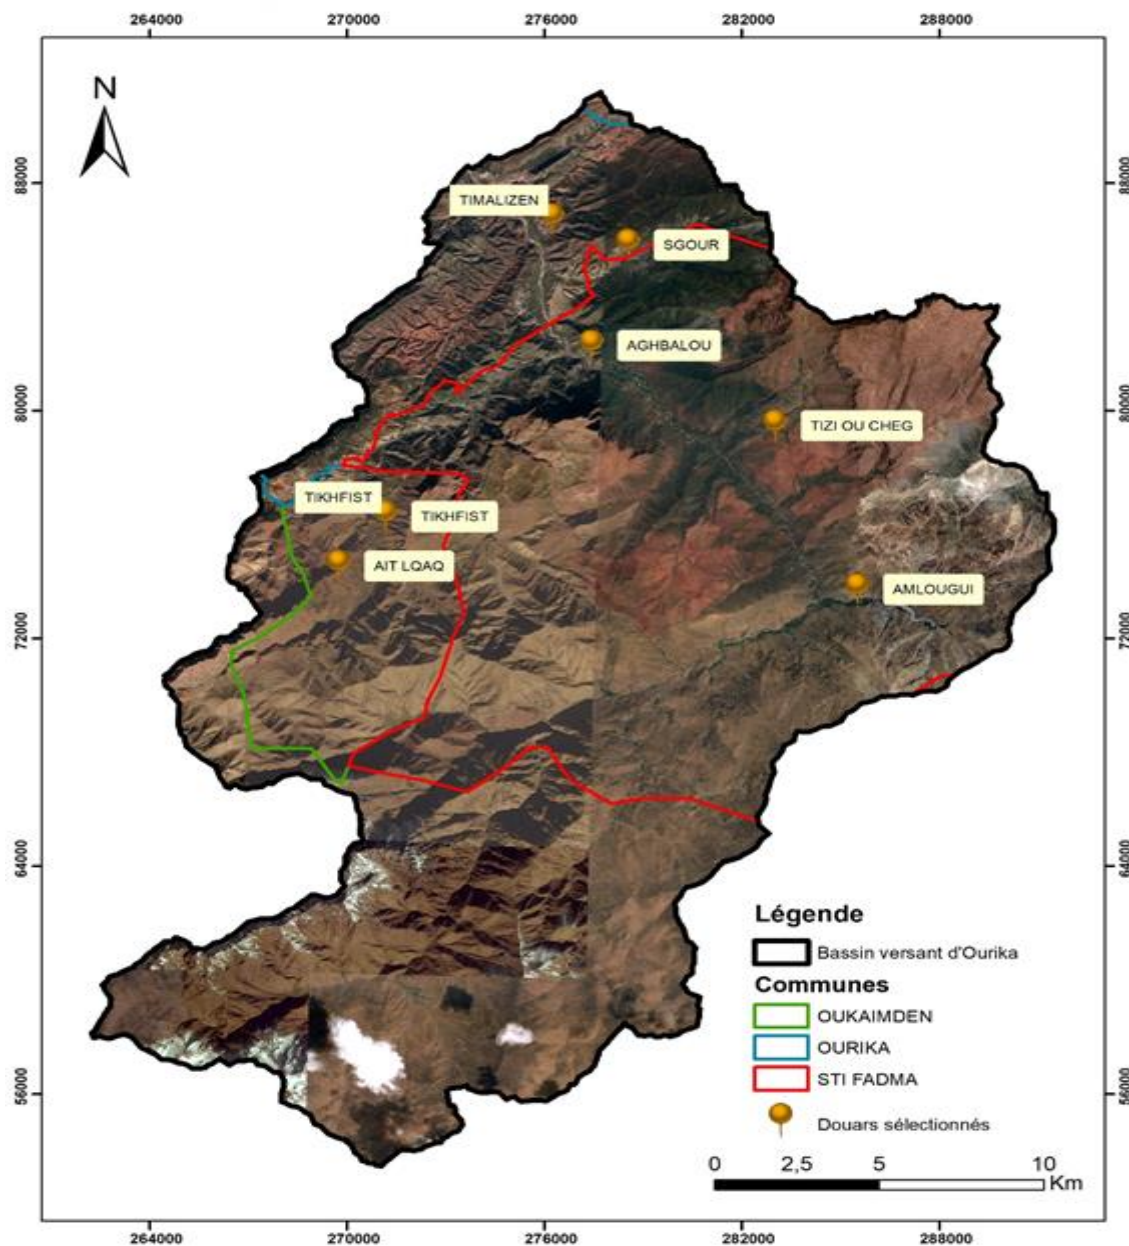 264000 270000 276000 282000 288000
N
88000 88000
TIMALIZEN
SGOUR
AGHBALOU
80000 80000
TIZI OU CHEG
TIKHFIST
TIKHFIST
AIT LQAQ
AMLOUGUI
72000 72000
64000 64000
Légende
Bassin versant d'Ourika
Communes
OUKAIMDEN
OURIKA
STI FADMA
Douars sélectionnés
56000 56000
0 2,5 5 10
Km
264000 270000 276000 282000 288000